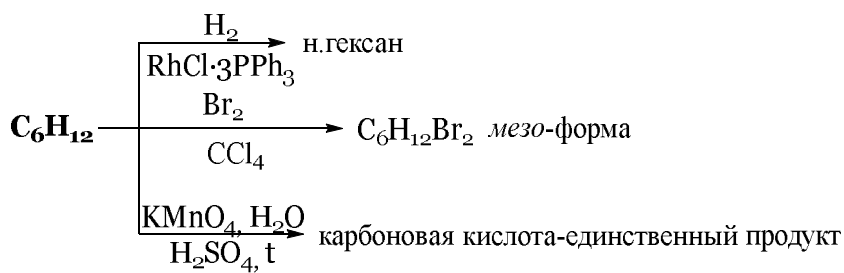 H₂
н.гексан
RhCl·3PPh₃
Br₂
C₆H₁₂
C₆H₁₂Br₂ мезо-форма
CCl₄
KMnO₄, H₂O
карбоновая кислота-единственный продукт
H₂SO₄, t